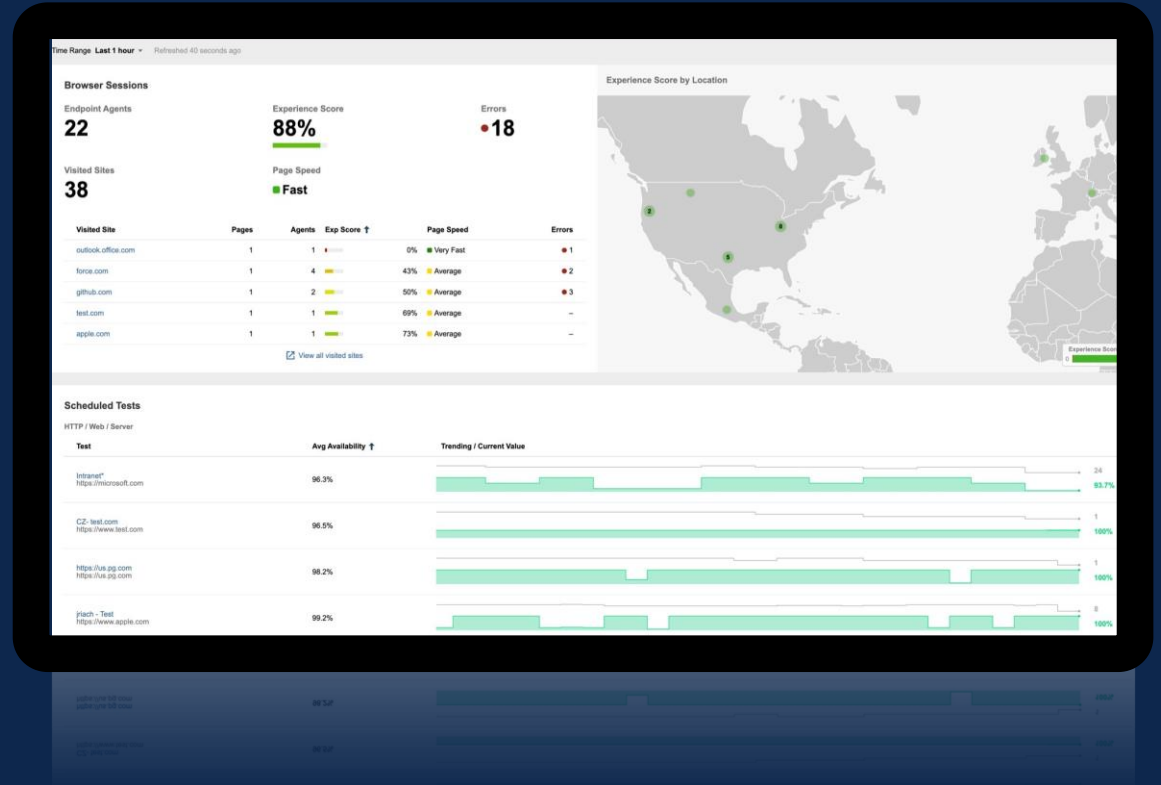 Time Range Last 1 hour Refreshed 40 seconds ago
Browser Sessions
Endpoint Agents
22
Experience Score
88%
Errors
18
Visited Sites
38
Page Speed
Fast
Visited Site Pages Agents Exp Score ↑ Page Speed Errors
outlook.office.com 1 1 0% Very Fast 1
force.com 1 4 43% Average 2
github.com 1 2 50% Average 3
test.com 1 1 69% Average –
apple.com 1 1 73% Average –
View all visited sites
Experience Score by Location
2
5
Experience Scor
0
Scheduled Tests
HTTP / Web / Server
Test Avg Availability ↑ Trending / Current Value
Intranet*
https://microsoft.com
96.3%
24
93.7%
CZ- test.com
https://www.test.com
96.5%
1
100%
https://us.pg.com
https://us.pg.com
98.2%
1
100%
jriach - Test
https://www.apple.com
99.2%
8
100%